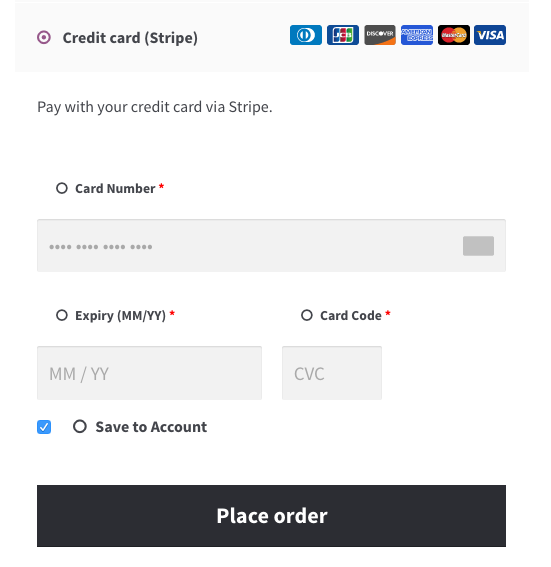 Credit card (Stripe) DISCOVER AMERICAN EXPRESS MasterCard VISA
Pay with your credit card via Stripe.
Card Number *
•••• •••• •••• ••••
Expiry (MM/YY) * Card Code *
MM / YY CVC
Save to Account
Place order